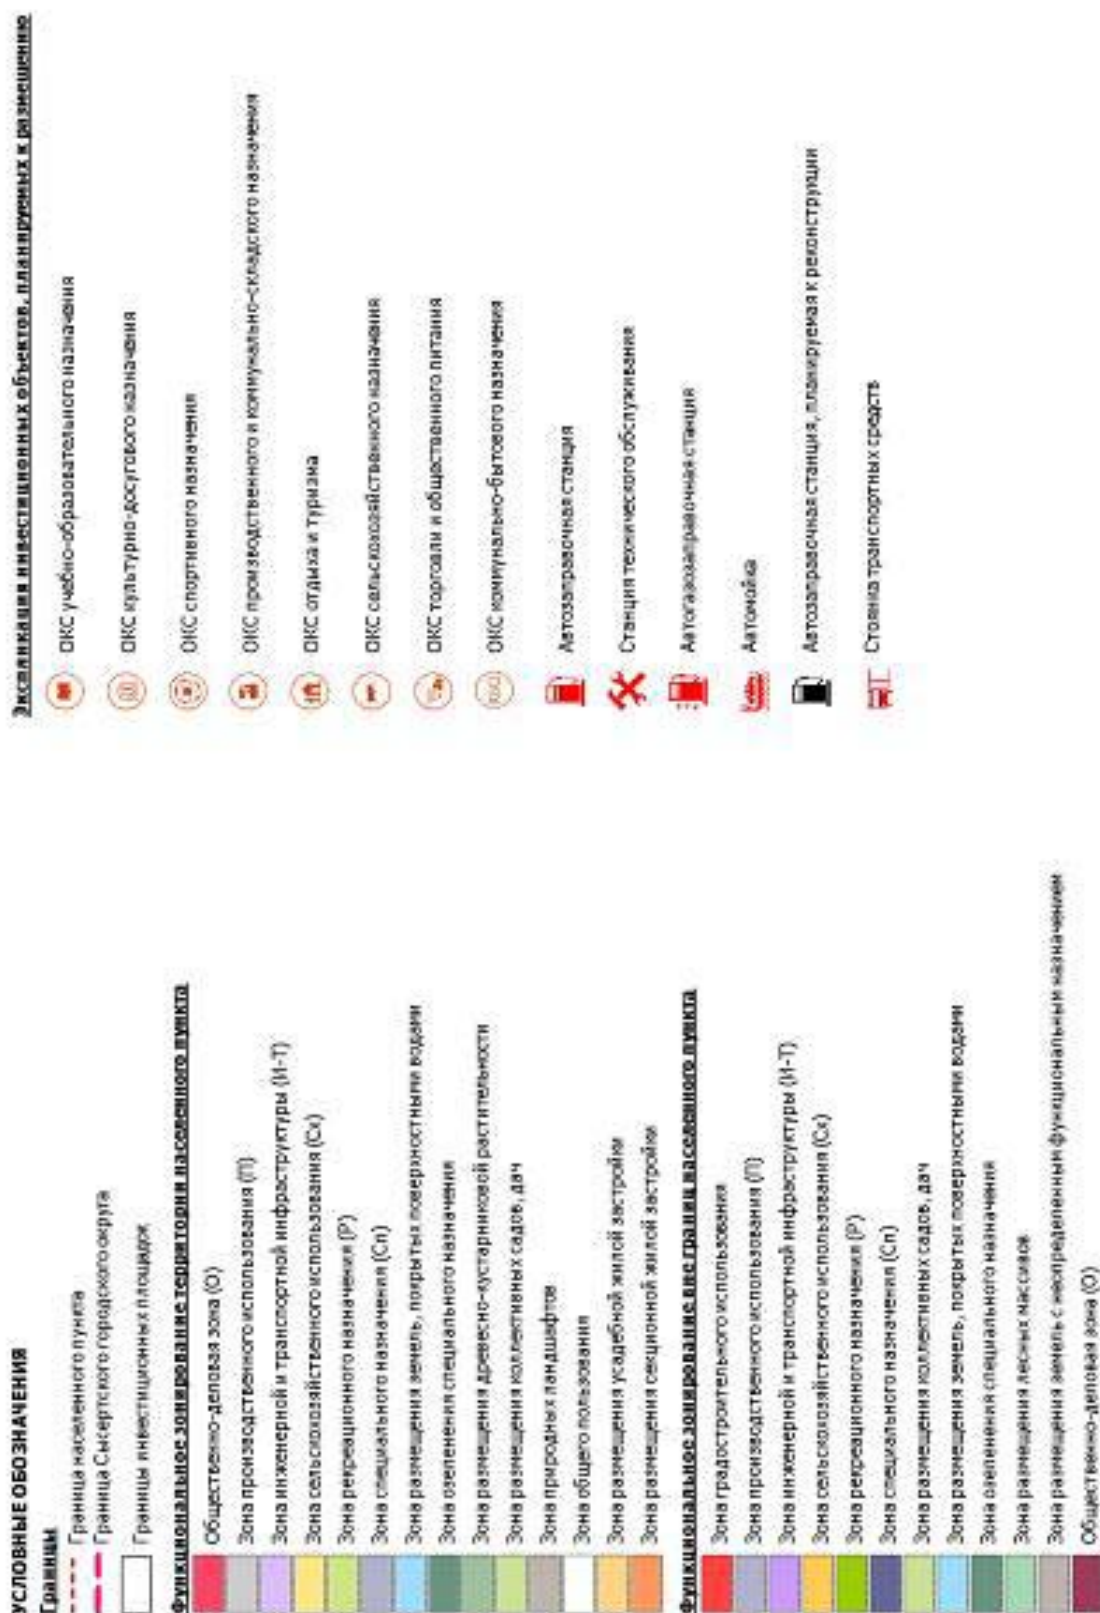 УСЛОВНЫЕ ОБОЗНАЧЕНИЯ
Границы
Граница населенного пункта
Граница Сысертского городского округа
Границы инвестиционных площадок
Функциональное зонирование территории населенного пункта
Общественно-деловая зона (О)
Зона производственного использования (П)
Зона инженерной и транспортной инфраструктуры (И-Т)
Зона сельскохозяйственного использования (Сх)
Зона рекреационного назначения (Р)
Зона специального назначения (Сп)
Зона размещения земель, покрытых поверхностными водами
Зона озеленения специального назначения
Зона размещения древесно-кустарниковой растительности
Зона размещения коллективных садов, дач
Зона природных ландшафтов
Зона общего пользования
Зона размещения усадебной жилой застройки
Зона размещения секционной жилой застройки
Функциональное зонирование вне границ населенного пункта
Зона градостроительного использования
Зона производственного использования (П)
Зона инженерной и транспортной инфраструктуры (И-Т)
Зона сельскохозяйственного использования (Сх)
Зона рекреационного назначения (Р)
Зона специального назначения (Сп)
Зона размещения коллективных садов, дач
Зона размещения земель, покрытых поверхностными водами
Зона озеленения специального назначения
Зона размещения лесных массивов
Зона размещения земель с неопределенным функциональным назначением
Общественно-деловая зона (О)
Экспликация инвестиционных объектов, планируемых к размещению
ОКС учебно-образовательного назначения
ОКС культурно-досугового назначения
ОКС спортивного назначения
ОКС производственного и коммунально-складского назначения
ОКС отдыха и туризма
ОКС сельскохозяйственного назначения
ОКС торговли и общественного питания
ОКС коммунально-бытового назначения
Автозаправочная станция
Станция технического обслуживания
Автогазозаправочная станция
Автомойка
Автозаправочная станция, планируемая к реконструкции
Стоянка транспортных средств